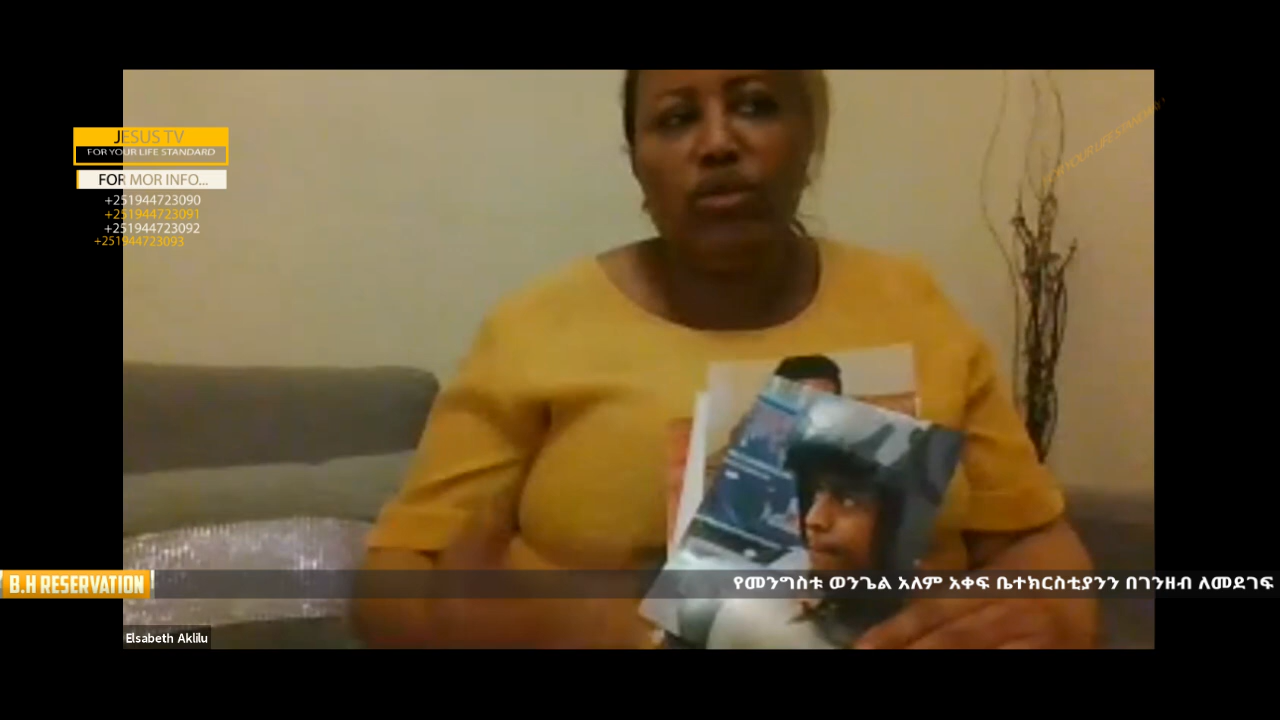 JESUS TV
FOR YOUR LIFE STANDARD
FOR MOR INFO...
+251944723090
+251944723091
+251944723092
+251944723093
B.H RESERVATION
የመንግስቱ ወንጌል አለም አቀፍ ቤተክርስቲያንን በገንዘብ ለመደገፍ
Elsabeth Aklilu